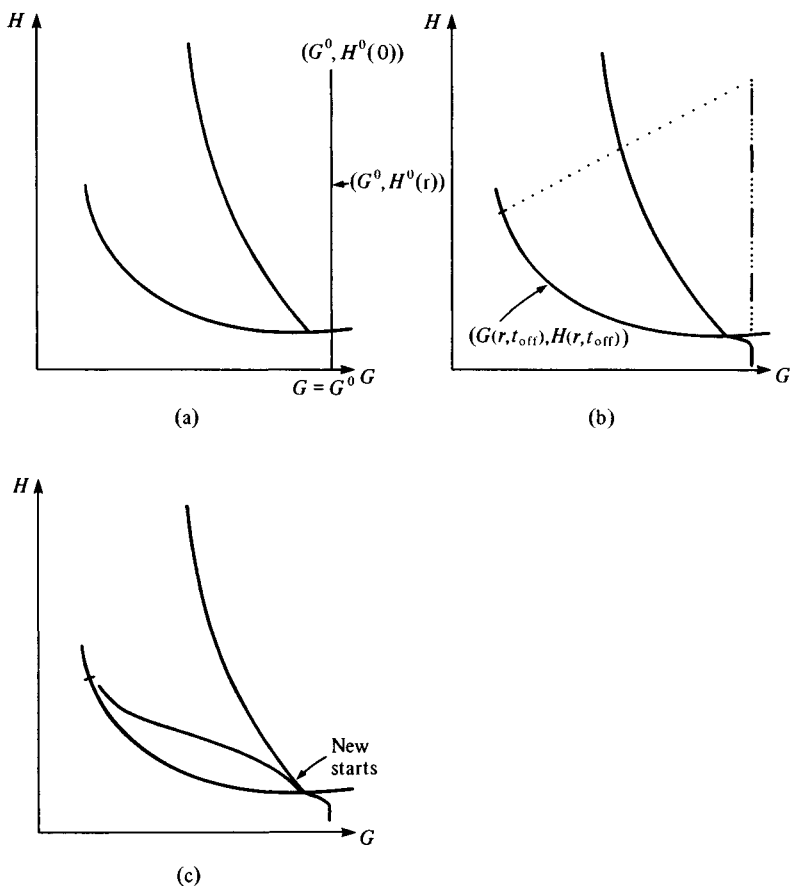 H
(G⁰, H⁰(0))
(G⁰, H⁰(r))
G = G⁰ G
(a)
H
(G(r,t_off),H(r,t_off))
G
(b)
H
New
starts
G
(c)